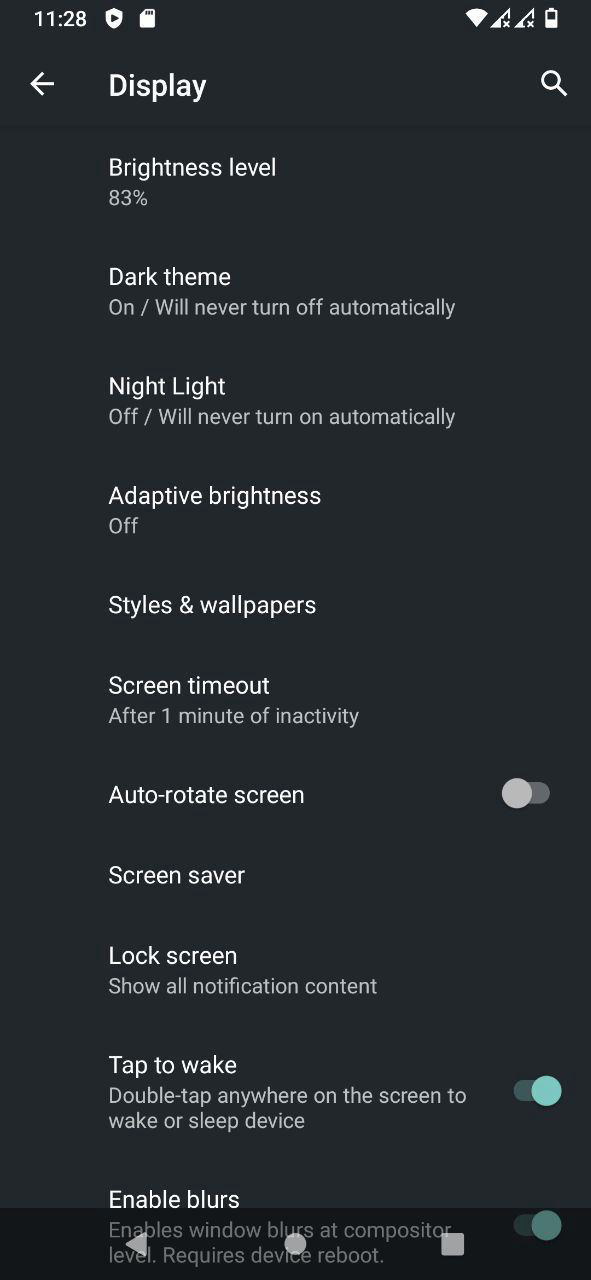 11:28
Display
Brightness level
83%
Dark theme
On / Will never turn off automatically
Night Light
Off / Will never turn on automatically
Adaptive brightness
Off
Styles & wallpapers
Screen timeout
After 1 minute of inactivity
Auto-rotate screen
Screen saver
Lock screen
Show all notification content
Tap to wake
Double-tap anywhere on the screen to
wake or sleep device
Enable blurs
Enables window blurs at compositor
level. Requires device reboot.